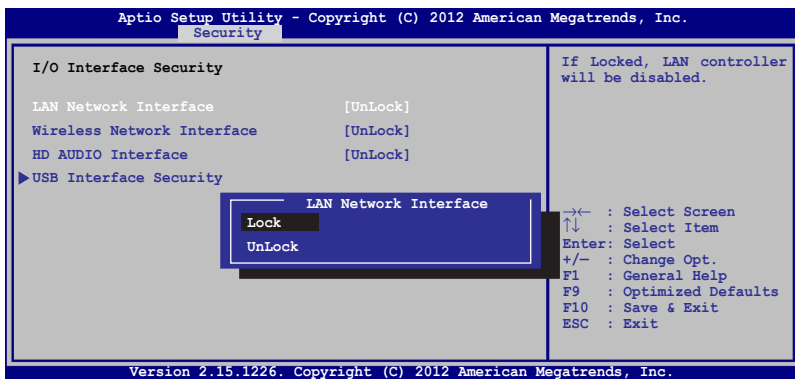 Aptio Setup Utility - Copyright (C) 2012 American Megatrends, Inc.
Security
I/O Interface Security
LAN Network Interface [UnLock]
Wireless Network Interface [UnLock]
HD AUDIO Interface [UnLock]
USB Interface Security
LAN Network Interface
Lock
UnLock
If Locked, LAN controller
will be disabled.
→← : Select Screen
↑↓ : Select Item
Enter: Select
+/— : Change Opt.
F1 : General Help
F9 : Optimized Defaults
F10 : Save & Exit
ESC : Exit
Version 2.15.1226. Copyright (C) 2012 American Megatrends, Inc.